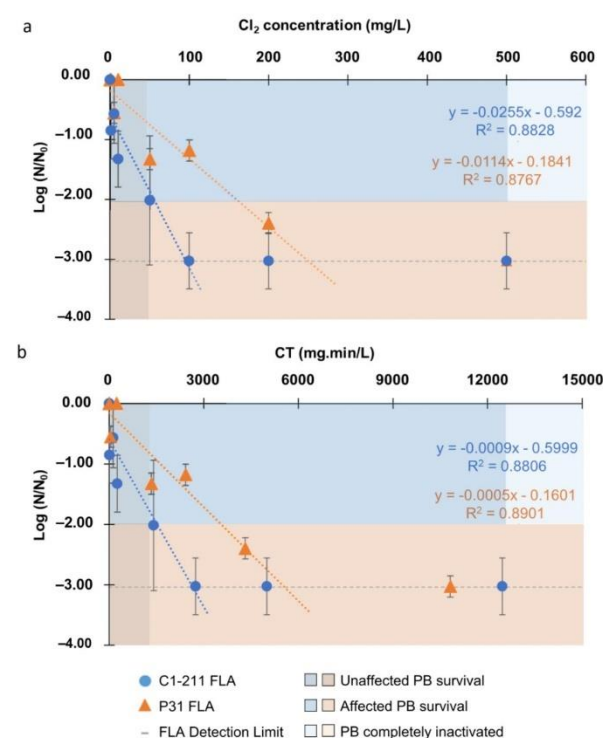 a
Cl₂ concentration (mg/L)
0 100 200 300 400 500 600
0.00
−1.00
−2.00
−3.00
−4.00
Log (N/N₀)
y = -0.0255x - 0.592
R² = 0.8828
y = -0.0114x - 0.1841
R² = 0.8767
b
CT (mg.min/L)
0 3000 6000 9000 12000 15000
0.00
−1.00
−2.00
−3.00
−4.00
Log (N/N₀)
y = -0.0009x - 0.5999
R² = 0.8806
y = -0.0005x - 0.1601
R² = 0.8901
C1-211 FLA
Unaffected PB survival
P31 FLA
Affected PB survival
FLA Detection Limit
PB completely inactivated